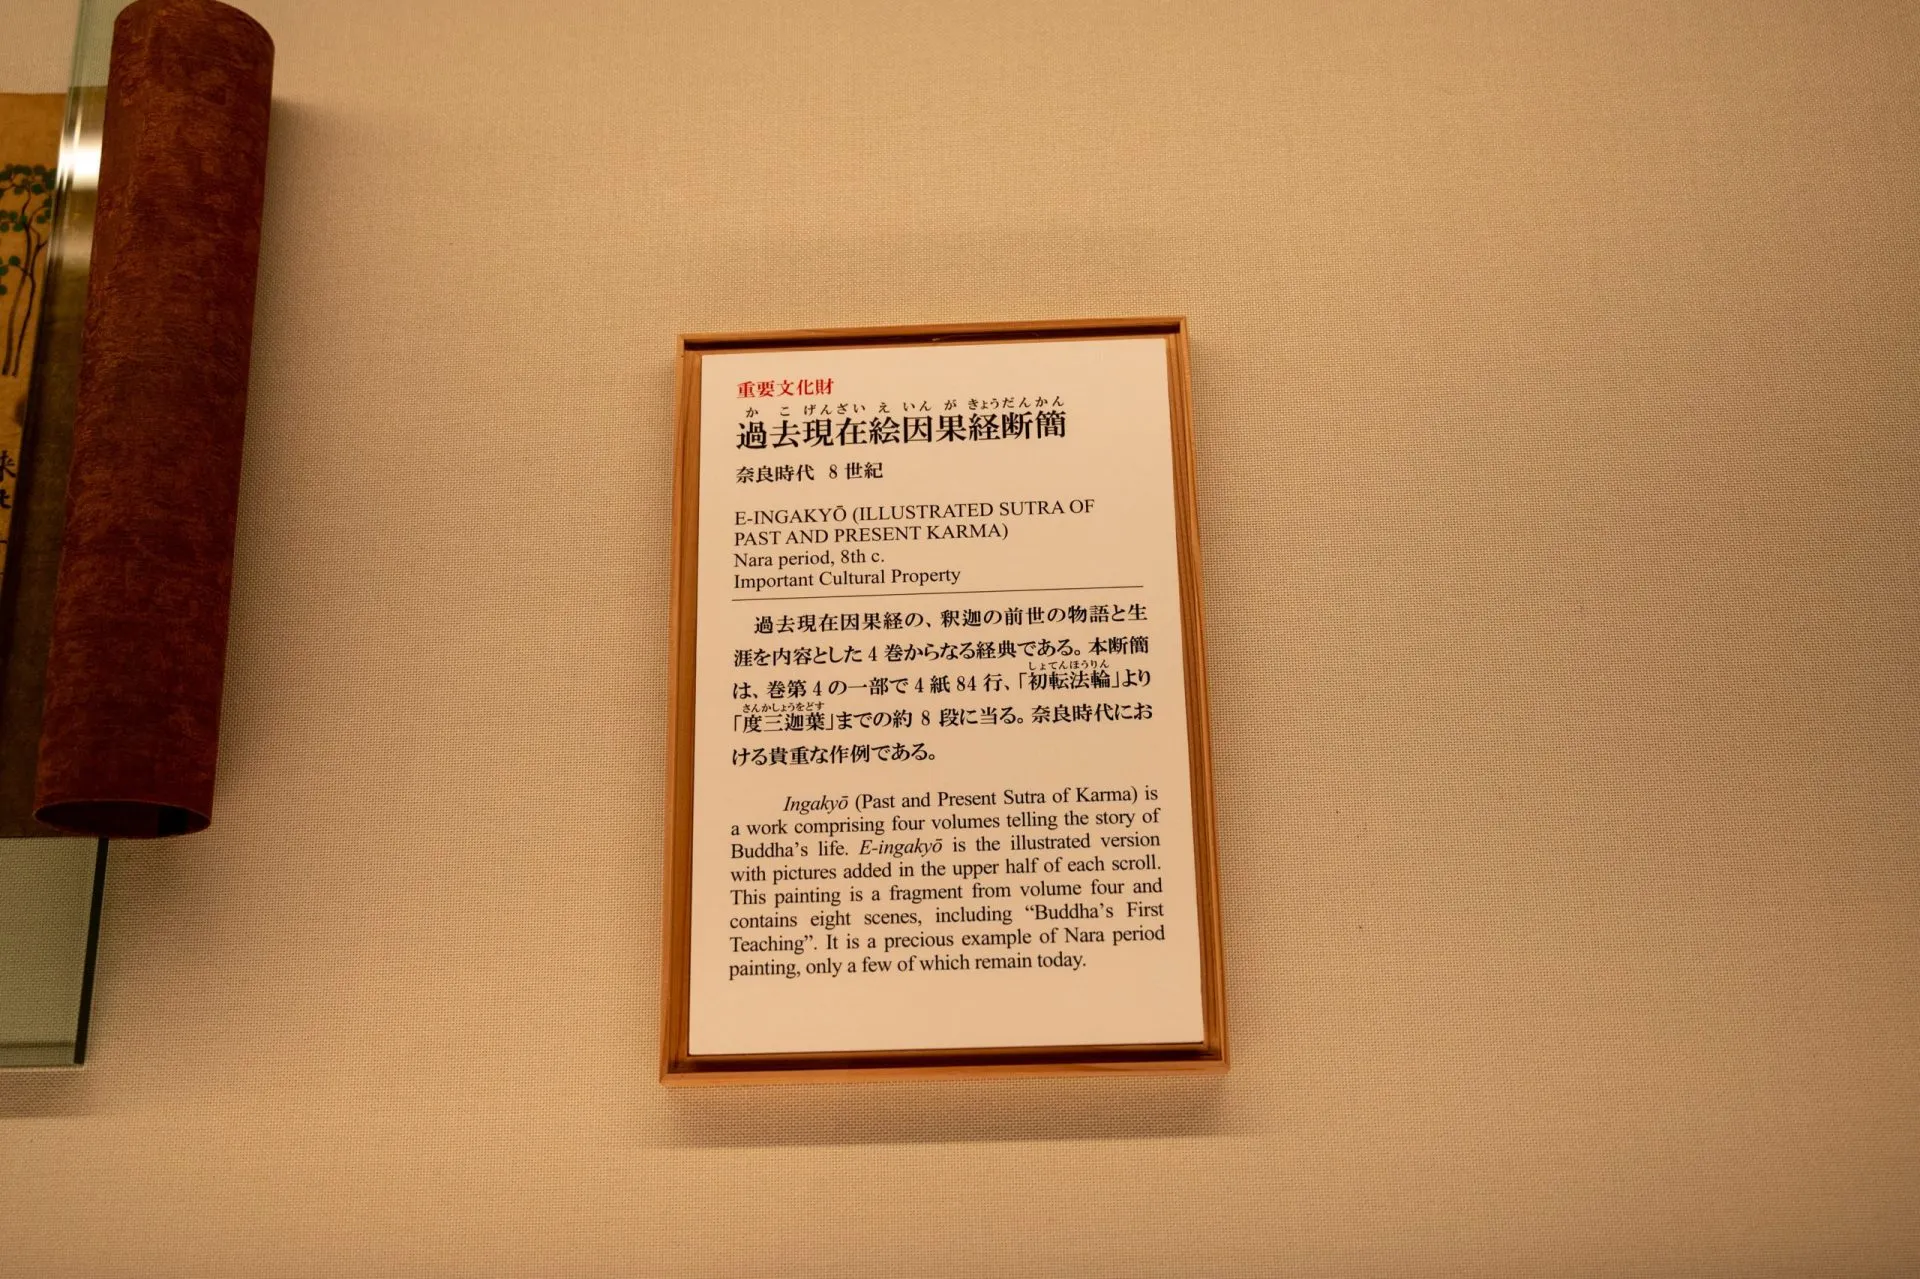 重要文化財
かこげんざいえいんがきょうだんかん
過去現在絵因果経断簡
奈良時代 8世紀
E-INGAKYŌ (ILLUSTRATED SUTRA OF
PAST AND PRESENT KARMA)
Nara period, 8th c.
Important Cultural Property
過去現在因果経の、釈迦の前世の物語と生
涯を内容とした4巻からなる経典である。本断簡
しょてんほうりん
は、巻第4の一部で4紙84行、「初転法輪」より
さんかしょうをどす
「度三迦葉」までの約8段に当る。奈良時代にお
ける貴重な作例である。
Ingakyō (Past and Present Sutra of Karma) is
a work comprising four volumes telling the story of
Buddha's life. E-ingakyō is the illustrated version
with pictures added in the upper half of each scroll.
This painting is a fragment from volume four and
contains eight scenes, including "Buddha's First
Teaching". It is a precious example of Nara period
painting, only a few of which remain today.